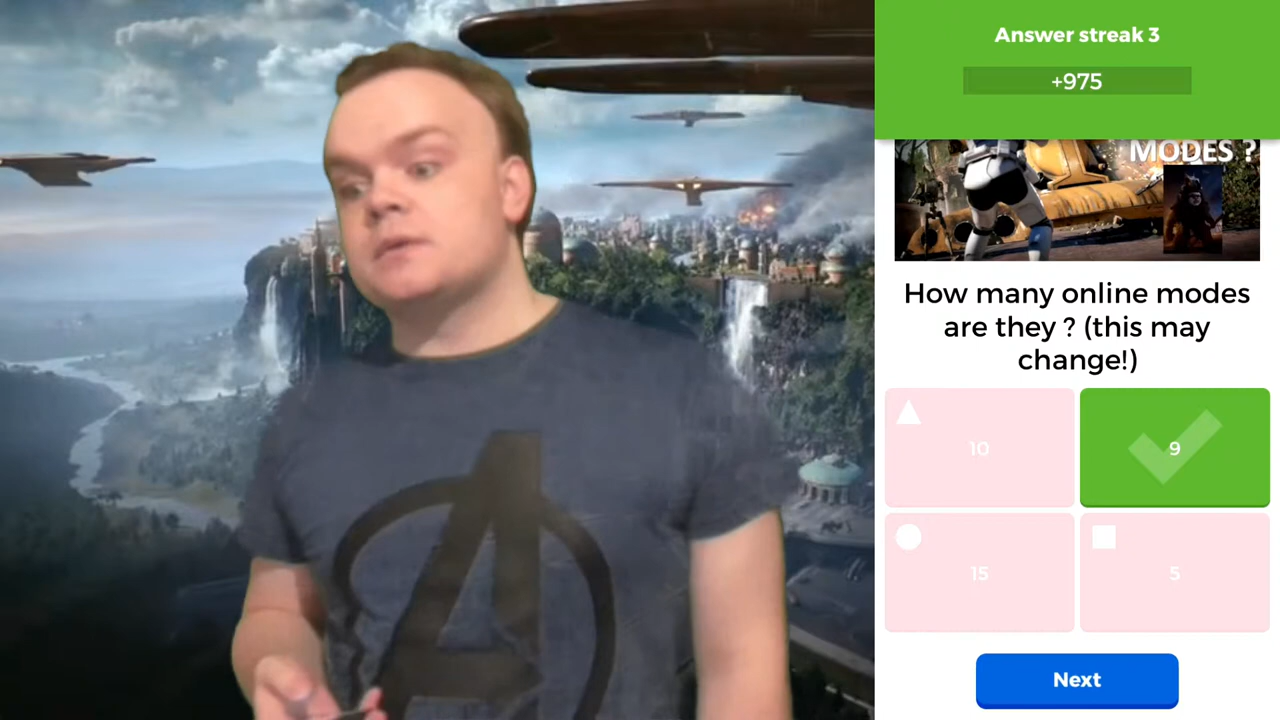 Answer streak 3
+975
MODES ?
How many online modes
are they ? (this may
change!)
10
9
15
5
Next